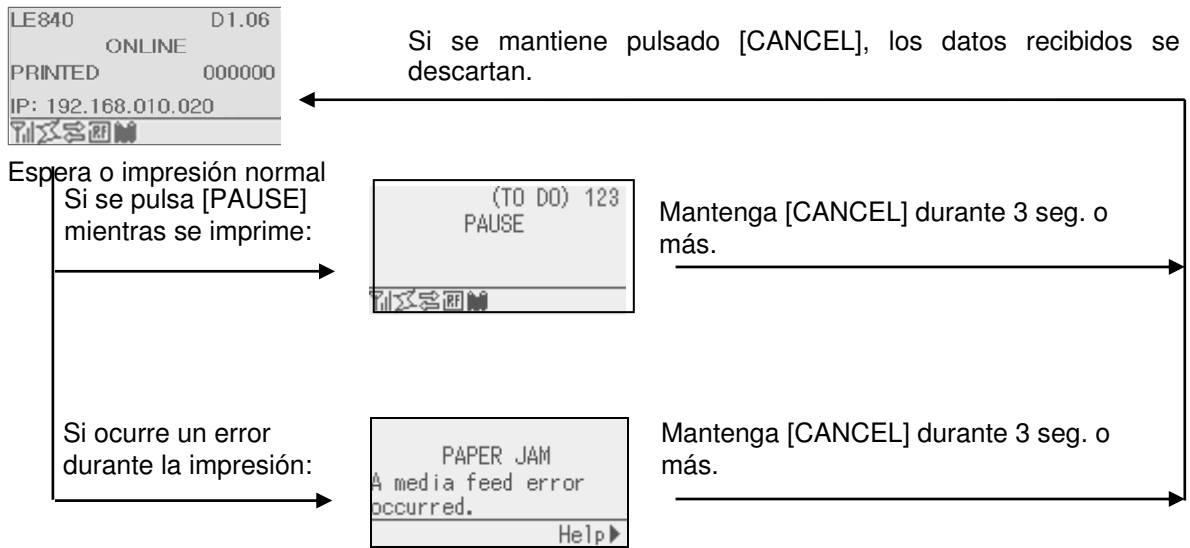 LE840 D1.06
ONLINE
PRINTED 000000
IP: 192.168.010.020
RF
Si se mantiene pulsado [CANCEL], los datos recibidos se
descartan.
Espera o impresión normal
Si se pulsa [PAUSE]
mientras se imprime:
(TO DO) 123
PAUSE
RF
Mantenga [CANCEL] durante 3 seg. o
más.
Si ocurre un error
durante la impresión:
PAPER JAM
A media feed error
occurred.
Help
Mantenga [CANCEL] durante 3 seg. o
más.